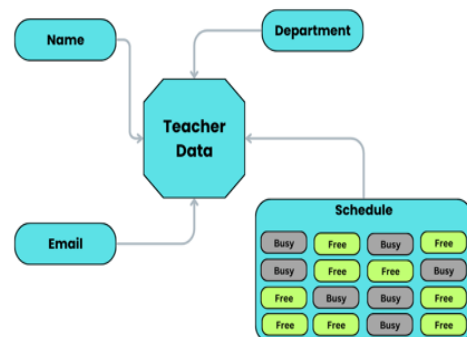 Name
Department
Teacher
Data
Email
Schedule
Busy Free Busy Free
Busy Free Free Busy
Free Busy Busy Free
Free Free Busy Free